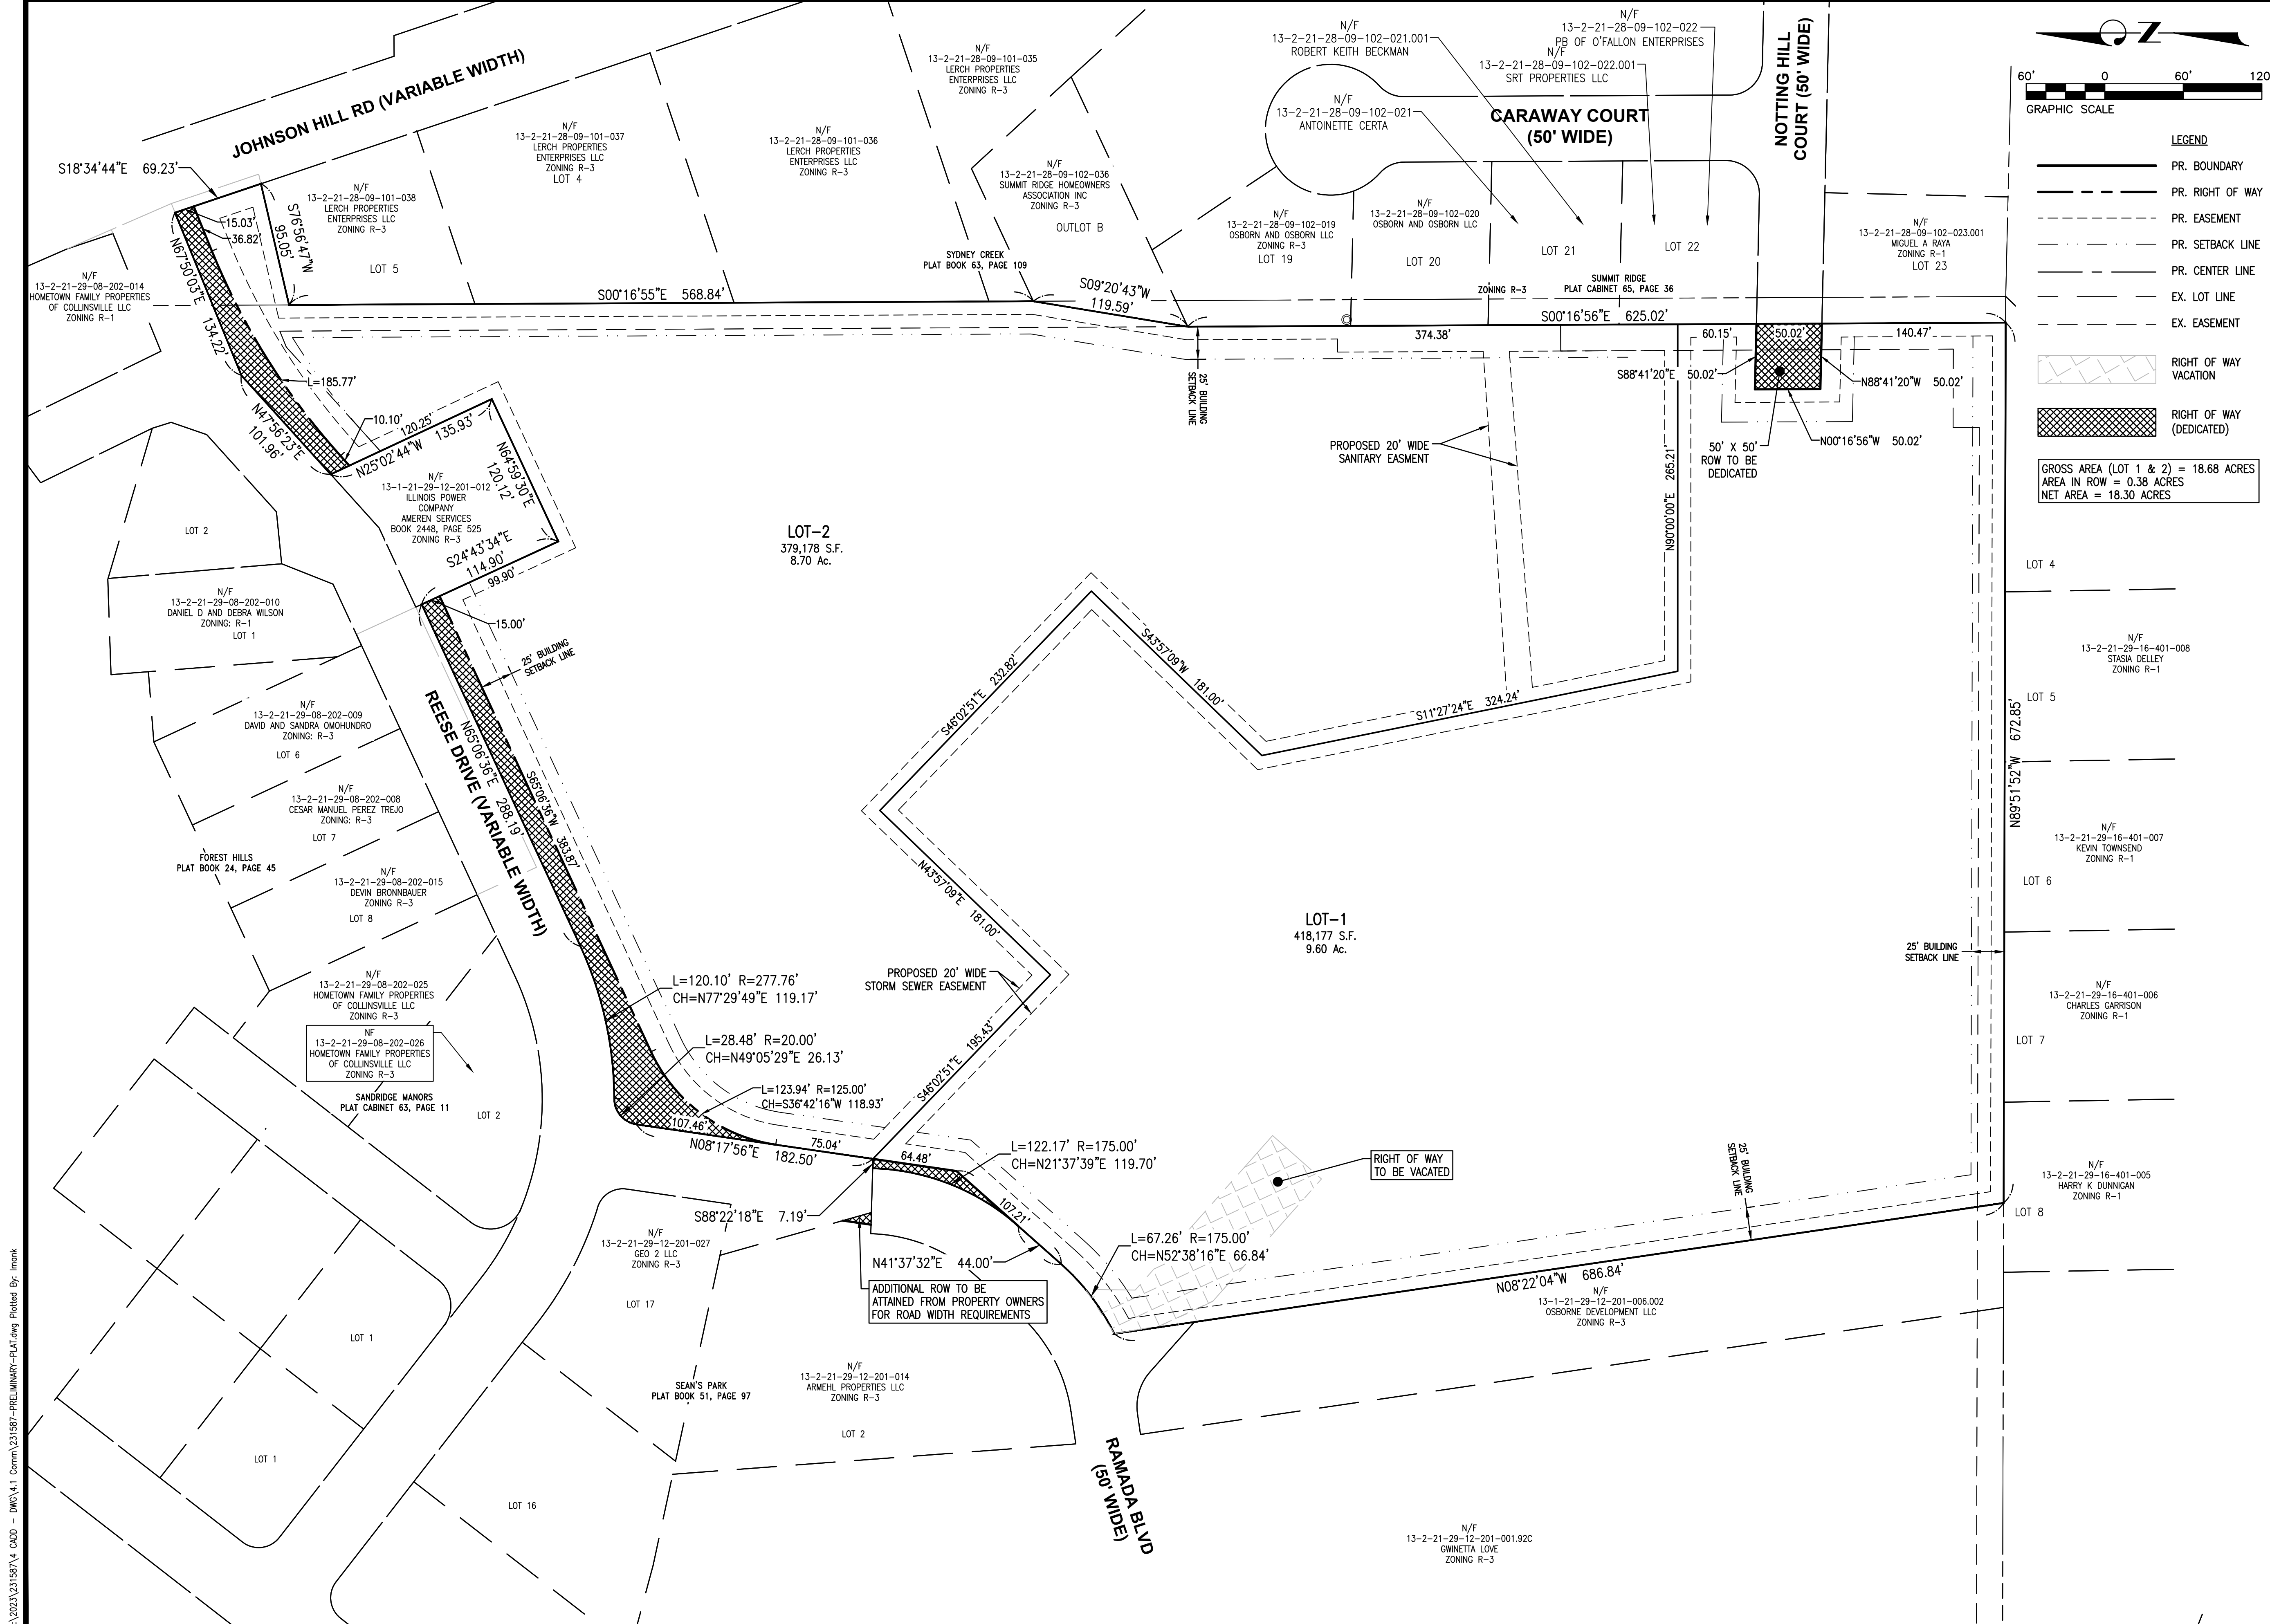 JOHNSON HILL RD (VARIABLE WIDTH)
S18°34'44"E 69.23'
N/F
13-2-21-28-09-101-038
LERCH PROPERTIES
ENTERPRISES LLC
ZONING R-3
LOT 5
N/F
13-2-21-28-09-101-037
LERCH PROPERTIES
ENTERPRISES LLC
ZONING R-3
LOT 4
N/F
13-2-21-28-09-101-036
LERCH PROPERTIES
ENTERPRISES LLC
ZONING R-3
N/F
13-2-21-28-09-101-035
LERCH PROPERTIES
ENTERPRISES LLC
ZONING R-3
N/F
13-2-21-28-09-102-036
SUMMIT RIDGE HOMEOWNERS
ASSOCIATION INC
ZONING R-3
OUTLOT B
SYDNEY CREEK
PLAT BOOK 63, PAGE 109
N/F
13-2-21-28-09-102-021.001
ROBERT KEITH BECKMAN
N/F
13-2-21-28-09-102-022
PB OF O'FALLON ENTERPRISES
N/F
13-2-21-28-09-102-022.001
SRT PROPERTIES LLC
N/F
13-2-21-28-09-102-021
ANTOINETTE CERTA
CARAWAY COURT
(50' WIDE)
NOTTING HILL
COURT (50' WIDE)
N/F
13-2-21-28-09-102-019
OSBORN AND OSBORN LLC
ZONING R-3
LOT 19
N/F
13-2-21-28-09-102-020
OSBORN AND OSBORN LLC
LOT 20
LOT 21
LOT 22
N/F
13-2-21-28-09-102-023.001
MIGUEL A RAYA
ZONING R-1
LOT 23
ZONING R-3
SUMMIT RIDGE
PLAT CABINET 65, PAGE 36
Z
60' 0 60' 120
GRAPHIC SCALE
LEGEND
PR. BOUNDARY
PR. RIGHT OF WAY
PR. EASEMENT
PR. SETBACK LINE
PR. CENTER LINE
EX. LOT LINE
EX. EASEMENT
RIGHT OF WAY
VACATION
RIGHT OF WAY
(DEDICATED)
GROSS AREA (LOT 1 & 2) = 18.68 ACRES
AREA IN ROW = 0.38 ACRES
NET AREA = 18.30 ACRES
15.03'
36.82'
S76°56'47"W
95.05'
N67°50'03"E 134.22'
L=185.77'
N47°56'23"E
101.96'
10.10'
120.25'
N25°02'44"W 135.93'
N64°59'30"E
120.12'
S24°43'34"E
114.90'
99.90'
15.00'
S00°16'55"E 568.84'
S09°20'43"W
119.59'
S00°16'56"E 625.02'
374.38'
60.15'
50.02'
140.47'
S88°41'20"E 50.02'
N88°41'20"W 50.02'
N00°16'56"W 50.02'
50' X 50'
ROW TO BE
DEDICATED
25' BUILDING
SETBACK LINE
PROPOSED 20' WIDE
SANITARY EASMENT
N90°00'00"E 265.21'
N/F
13-2-21-29-08-202-014
HOMETOWN FAMILY PROPERTIES
OF COLLINSVILLE LLC
ZONING R-1
N/F
13-1-21-29-12-201-012
ILLINOIS POWER
COMPANY
AMEREN SERVICES
BOOK 2448, PAGE 525
ZONING R-3
LOT 2
N/F
13-2-21-29-08-202-010
DANIEL D AND DEBRA WILSON
ZONING: R-1
LOT 1
LOT-2
379,178 S.F.
8.70 Ac.
25' BUILDING
SETBACK LINE
N/F
13-2-21-29-08-202-009
DAVID AND SANDRA OMOHUNDRO
ZONING: R-3
LOT 6
N/F
13-2-21-29-08-202-008
CESAR MANUEL PEREZ TREJO
ZONING: R-3
LOT 7
FOREST HILLS
PLAT BOOK 24, PAGE 45
N/F
13-2-21-29-08-202-015
DEVIN BRONNBAUER
ZONING R-3
LOT 8
REESE DRIVE (VARIABLE WIDTH)
N65°06'36"E 288.19'
S65°06'36"W 383.87'
S46°02'51"E 232.82'
S43°57'09"W 181.00'
S11°27'24"E 324.24'
N43°57'09"E 181.00'
S46°02'51"E 195.43'
PROPOSED 20' WIDE
STORM SEWER EASEMENT
LOT-1
418,177 S.F.
9.60 Ac.
N89°51'52"W 672.85'
25' BUILDING
SETBACK LINE
LOT 4
N/F
13-2-21-29-16-401-008
STASIA DELLEY
ZONING R-1
LOT 5
N/F
13-2-21-29-16-401-007
KEVIN TOWNSEND
ZONING R-1
LOT 6
N/F
13-2-21-29-16-401-006
CHARLES GARRISON
ZONING R-1
LOT 7
N/F
13-2-21-29-16-401-005
HARRY K DUNNIGAN
ZONING R-1
LOT 8
N/F
13-2-21-29-08-202-025
HOMETOWN FAMILY PROPERTIES
OF COLLINSVILLE LLC
ZONING R-3
NF
13-2-21-29-08-202-026
HOMETOWN FAMILY PROPERTIES
OF COLLINSVILLE LLC
ZONING R-3
SANDRIDGE MANORS
PLAT CABINET 63, PAGE 11
LOT 2
L=120.10' R=277.76'
CH=N77°29'49"E 119.17'
L=28.48' R=20.00'
CH=N49°05'29"E 26.13'
L=123.94' R=125.00'
CH=S36°42'16"W 118.93'
107.46'
N08°17'56"E 182.50'
75.04'
64.48'
L=122.17' R=175.00'
CH=N21°37'39"E 119.70'
107.21'
S88°22'18"E 7.19'
N41°37'32"E 44.00'
L=67.26' R=175.00'
CH=N52°38'16"E 66.84'
RIGHT OF WAY
TO BE VACATED
25' BUILDING
SETBACK LINE
N08°22'04"W 686.84'
N/F
13-1-21-29-12-201-006.002
OSBORNE DEVELOPMENT LLC
ZONING R-3
ADDITIONAL ROW TO BE
ATTAINED FROM PROPERTY OWNERS
FOR ROAD WIDTH REQUIREMENTS
N/F
13-2-21-29-12-201-027
GEO 2 LLC
ZONING R-3
LOT 17
SEAN'S PARK
PLAT BOOK 51, PAGE 97
N/F
13-2-21-29-12-201-014
ARMEHL PROPERTIES LLC
ZONING R-3
LOT 2
LOT 1
LOT 1
LOT 16
RAMADA BLVD
(50' WIDE)
N/F
13-2-21-29-12-201-001.92C
GWINETTA LOVE
ZONING R-3
:\2023\231587\4 CADD - DWG\4.1 Comm\231587-PRELIMINARY-PLAT.dwg Plotted By: lmank